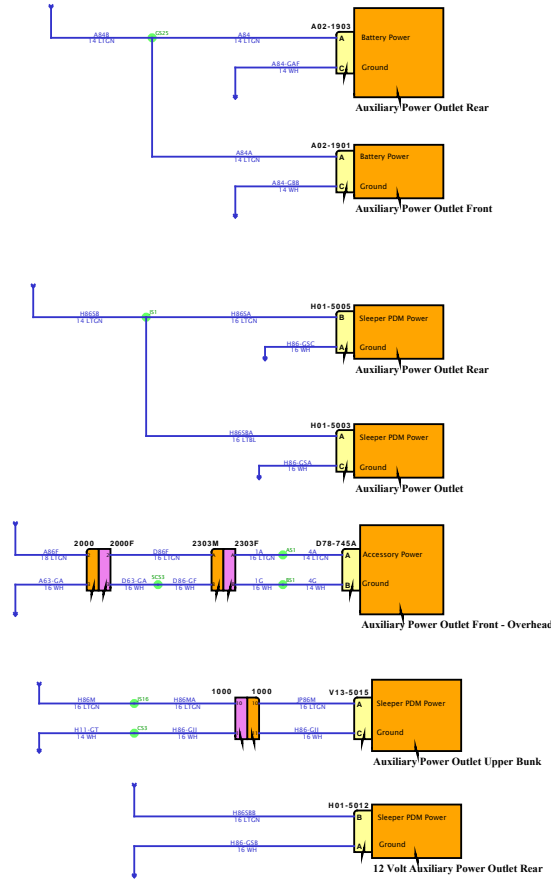 A02-1903
A84B
14 LTGN
GS25
A84
14 LTGN
A
Battery Power
A84-GAF
14 WH
C
Ground
Auxiliary Power Outlet Rear
A02-1901
A84A
14 LTGN
A
Battery Power
A84-GBB
14 WH
C
Ground
Auxiliary Power Outlet Front
H01-5005
H86SB
14 LTGN
JS1
H86SA
16 LTGN
B
Sleeper PDM Power
H86-GSC
16 WH
A
Ground
Auxiliary Power Outlet Rear
H01-5003
H86SBA
16 LTBL
A
Sleeper PDM Power
H86-GSA
16 WH
C
Ground
Auxiliary Power Outlet
2000 2000F 2303M 2303F D78-745A
A86F
18 LTGN
D86F
16 LTGN
1A
16 LTGN
AS1
4A
14 LTGN
A
Accessory Power
A63-GA
16 WH
D63-GA
16 WH
SCS3
D86-GF
16 WH
1G
16 WH
BS1
4G
14 WH
B
Ground
Auxiliary Power Outlet Front - Overhead
1000 1000 V13-5015
H86M
16 LTGN
JS16
H86MA
16 LTGN
10 10
JP86M
16 LTGN
A
Sleeper PDM Power
H11-GT
14 WH
CS3
H86-GJJ
16 WH
H86-GJJ
16 WH
C
Ground
Auxiliary Power Outlet Upper Bunk
H01-5012
H86SBB
16 LTGN
B
Sleeper PDM Power
H86-GSB
16 WH
A
Ground
12 Volt Auxiliary Power Outlet Rear